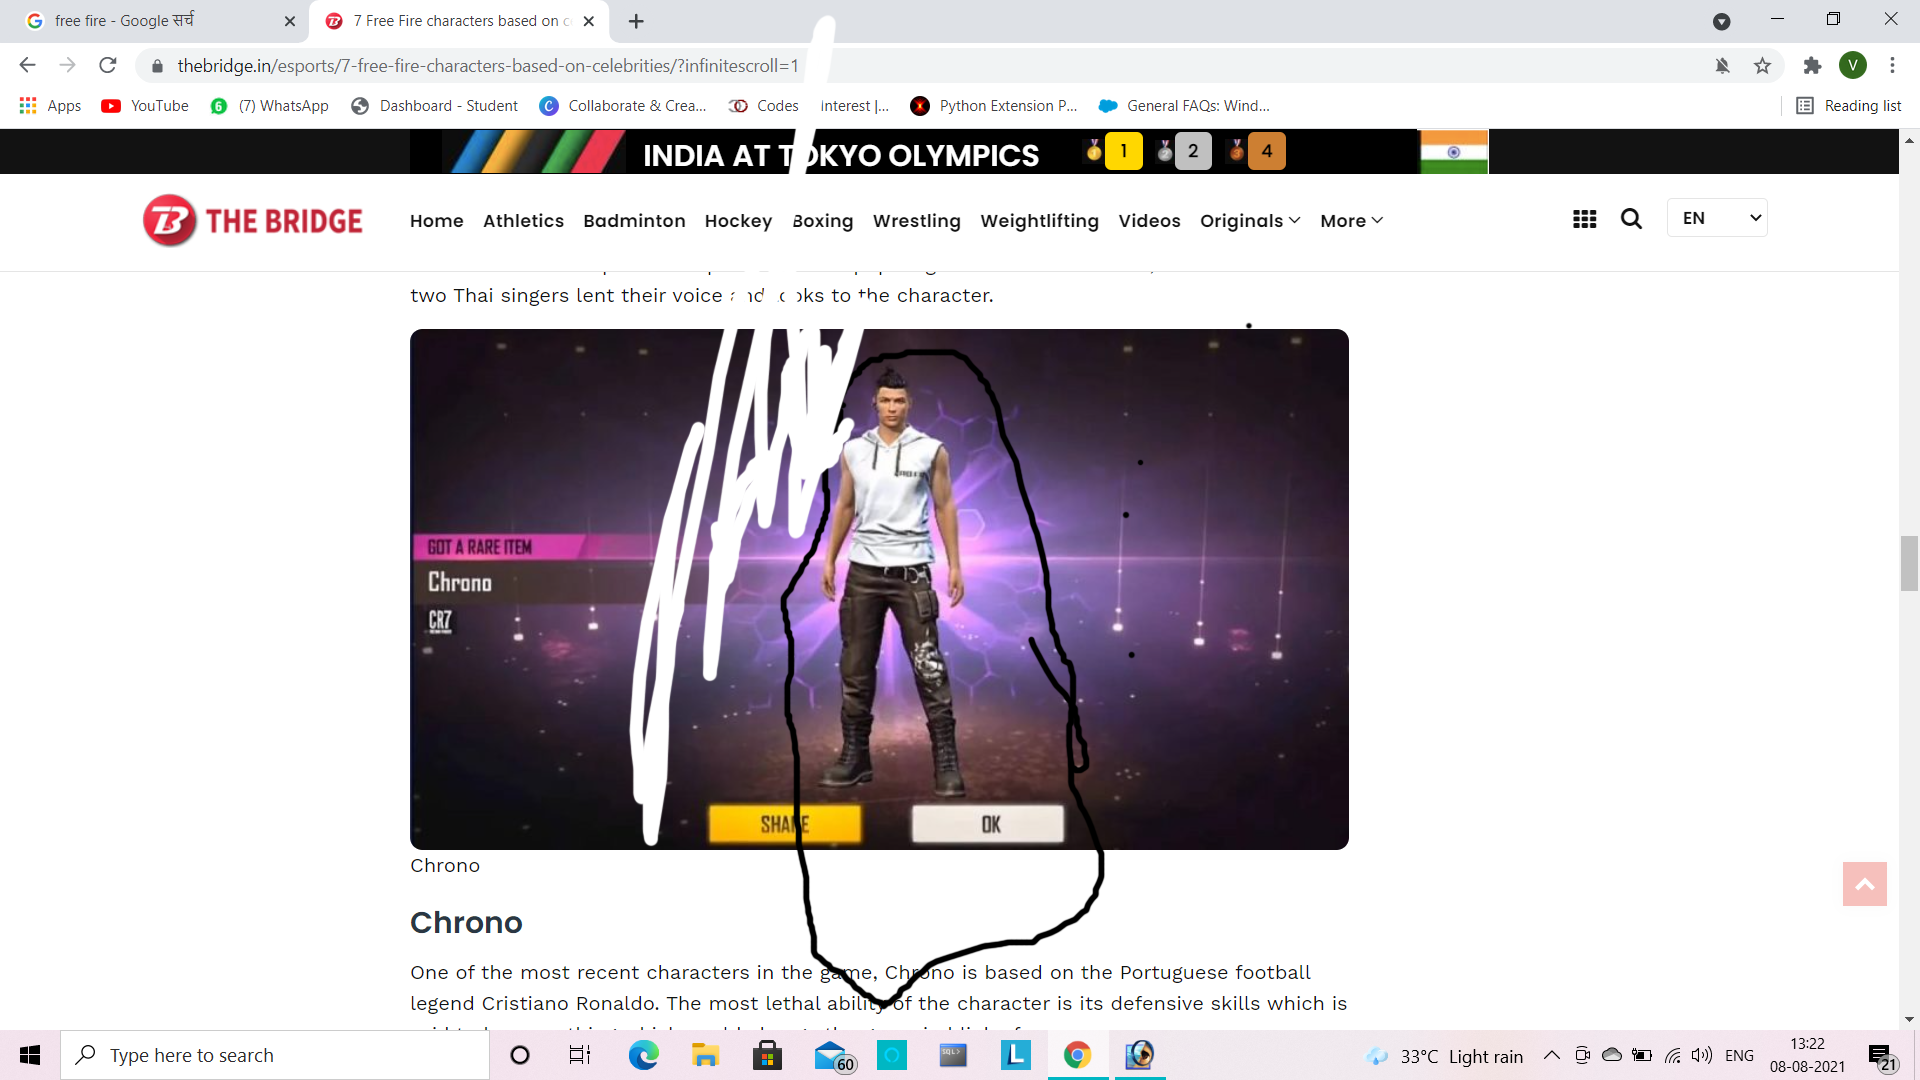 free fire - Google सर्च
7 Free Fire characters based on c
thebridge.in/esports/7-free-fire-characters-based-on-celebrities/?infinitescroll=1
V
Apps YouTube (7) WhatsApp Dashboard - Student Collaborate & Crea... Codes interest |... Python Extension P... General FAQs: Wind... Reading list
INDIA AT TOKYO OLYMPICS 1 2 4
THE BRIDGE Home Athletics Badminton Hockey Boxing Wrestling Weightlifting Videos Originals More EN
two Thai singers lent their voice and looks to the character.
GOT A RARE ITEM
Chrono
CR7
SHARE OK
Chrono
Chrono
One of the most recent characters in the game, Chrono is based on the Portuguese football
legend Cristiano Ronaldo. The most lethal ability of the character is its defensive skills which is
Type here to search
60
SQL>
L
33°C Light rain
ENG
13:22
08-08-2021
21